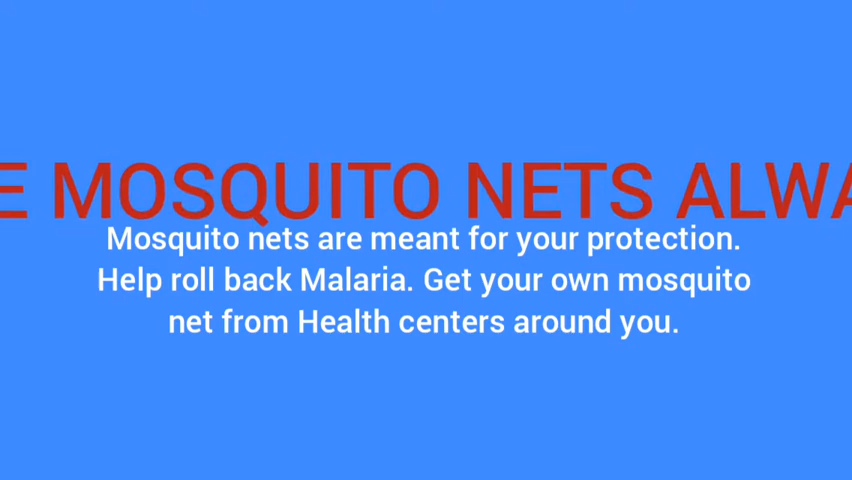 E MOSQUITO NETS ALWA
Mosquito nets are meant for your protection.
Help roll back Malaria. Get your own mosquito
net from Health centers around you.